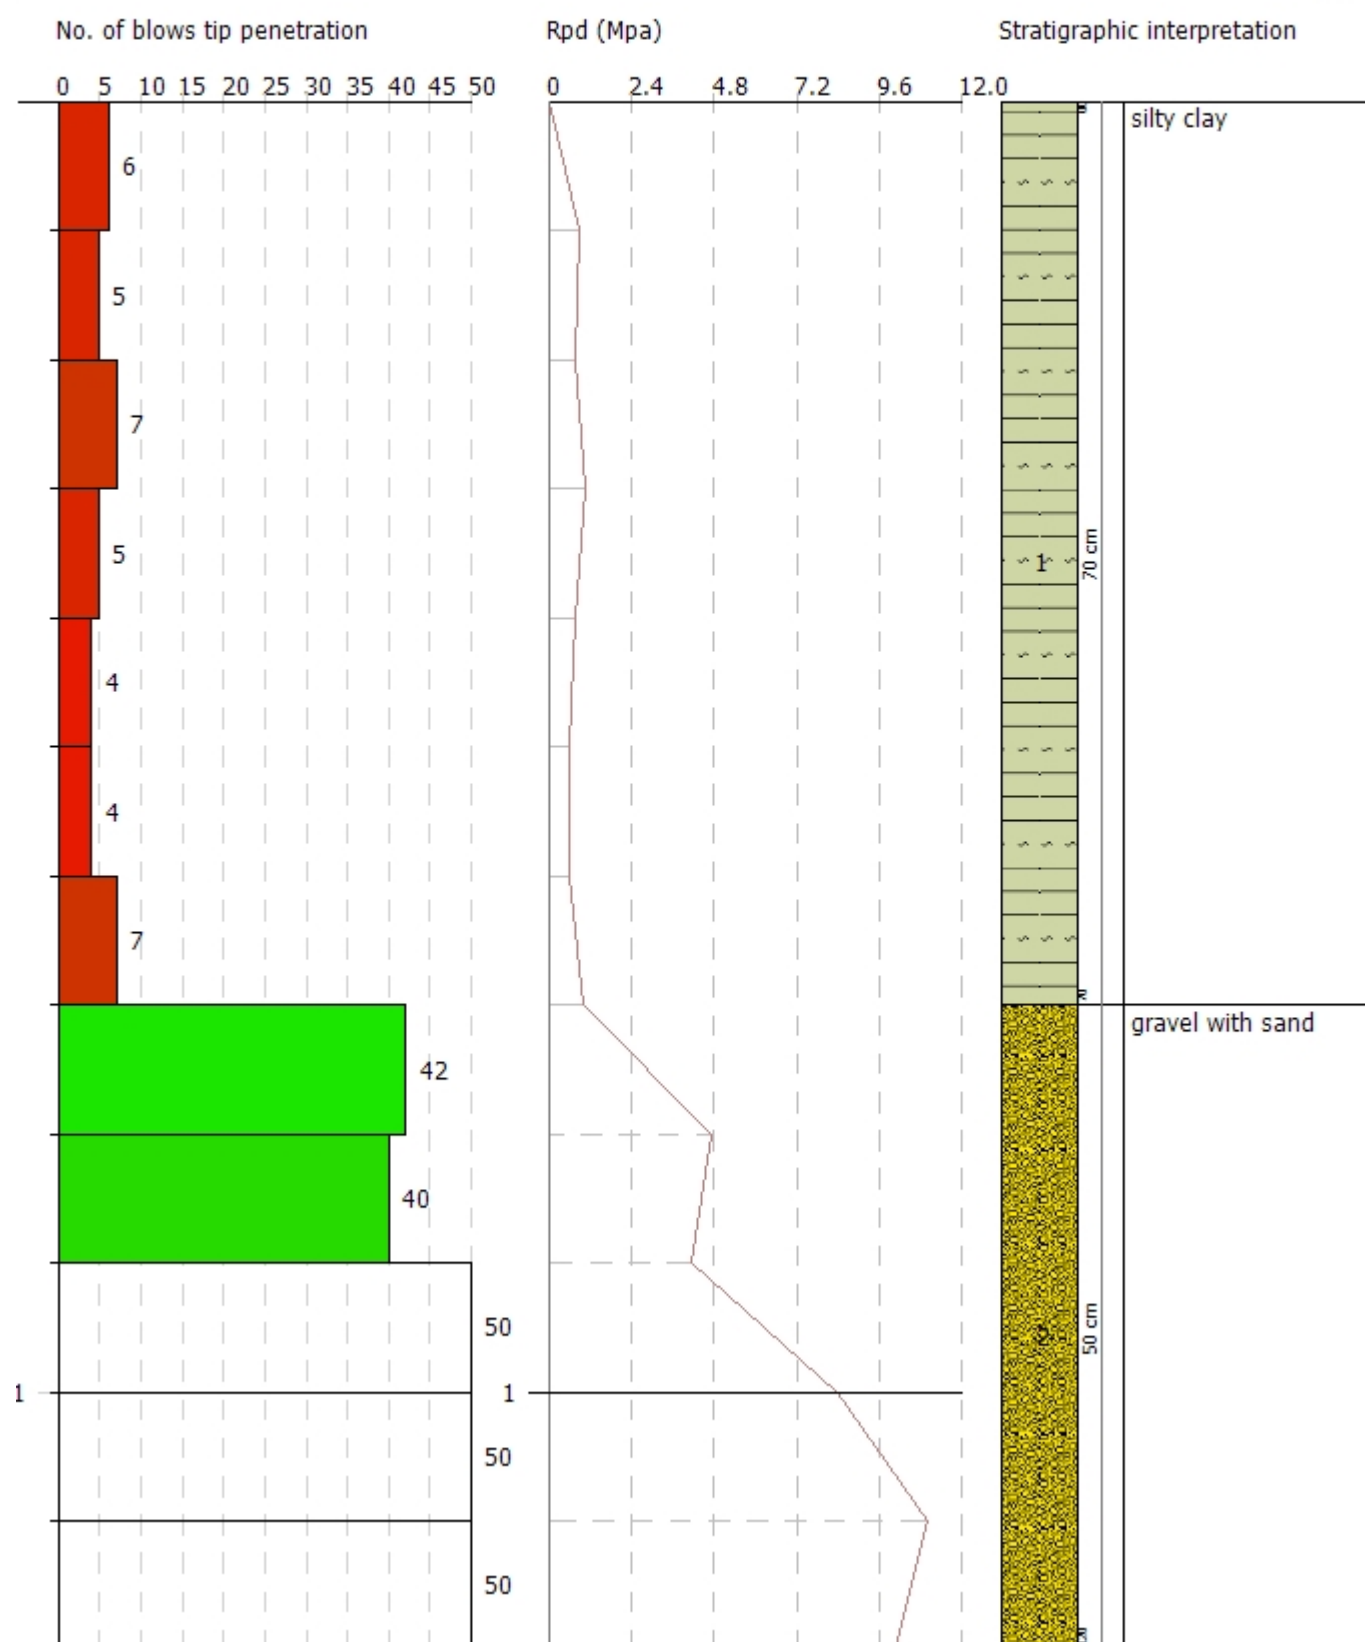 No. of blows tip penetration Rpd (Mpa) Stratigraphic interpretation
0 5 10 15 20 25 30 35 40 45 50 0 2.4 4.8 7.2 9.6 12.0
silty clay
6
5
7
5
1
70 cm
4
4
7
gravel with sand
42
40
50
2
50 cm
1 1
50
50